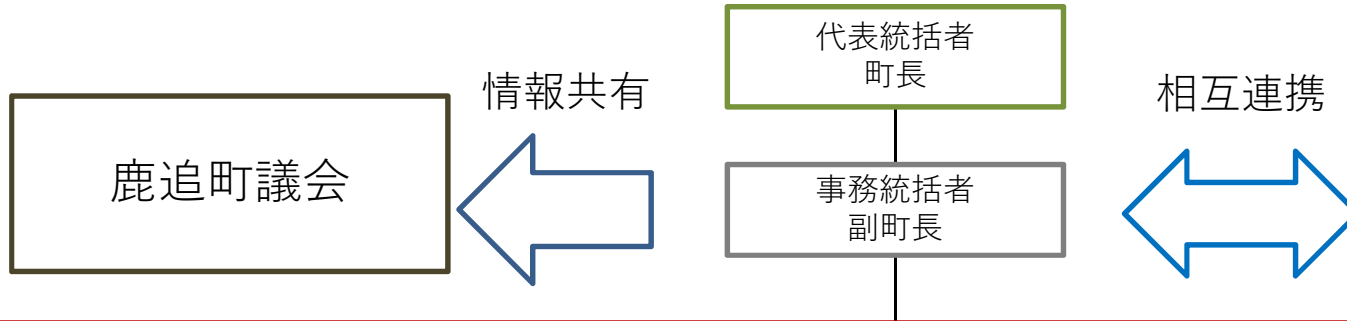 代表統括者
町長
情報共有
相互連携
鹿追町議会
事務統括者
副町長